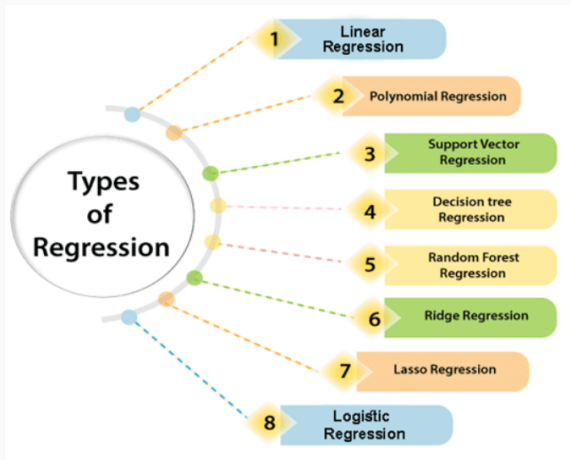 Types
of
Regression
1
Linear
Regression
2
Polynomial Regression
3
Support Vector
Regression
4
Decision tree
Regression
5
Random Forest
Regression
6
Ridge Regression
7
Lasso Regression
8
Logistic
Regression